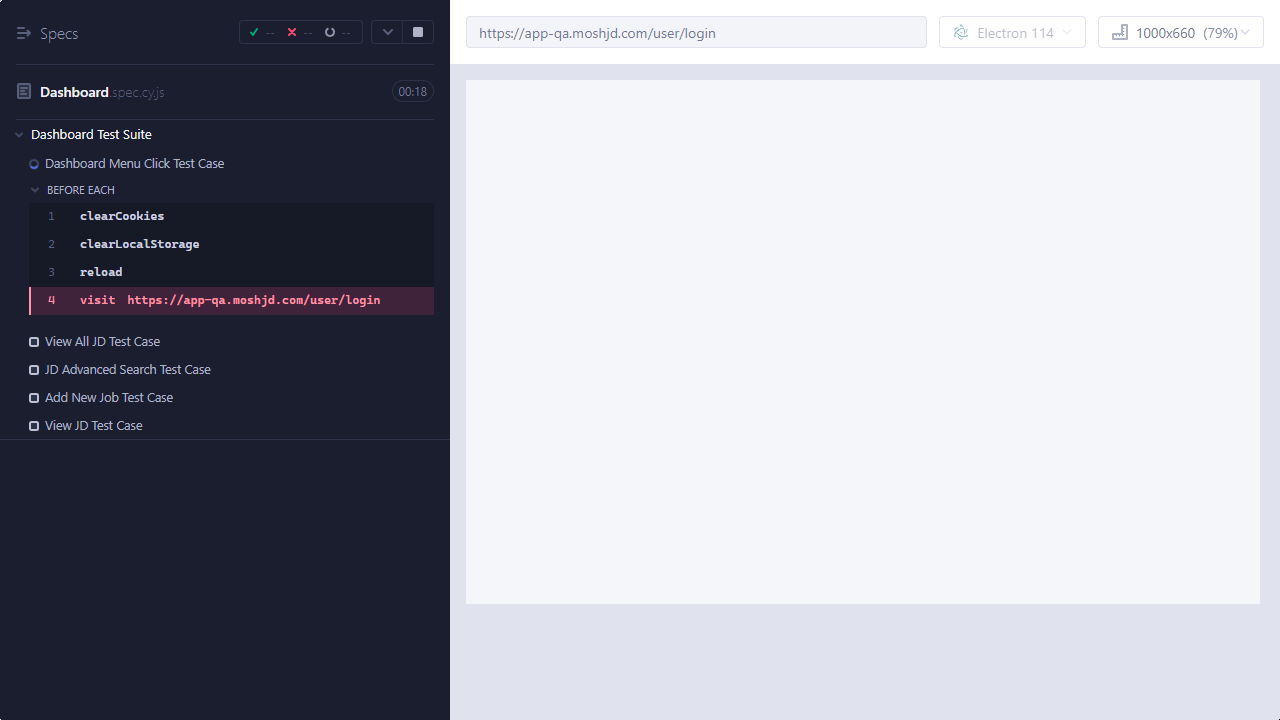 Specs
--
--
--
https://app-qa.moshjd.com/user/login
Electron 114
1000x660 (79%)
Dashboard.spec.cy.js
00:18
Dashboard Test Suite
Dashboard Menu Click Test Case
BEFORE EACH
1 clearCookies
2 clearLocalStorage
3 reload
4 visit https://app-qa.moshjd.com/user/login
View All JD Test Case
JD Advanced Search Test Case
Add New Job Test Case
View JD Test Case